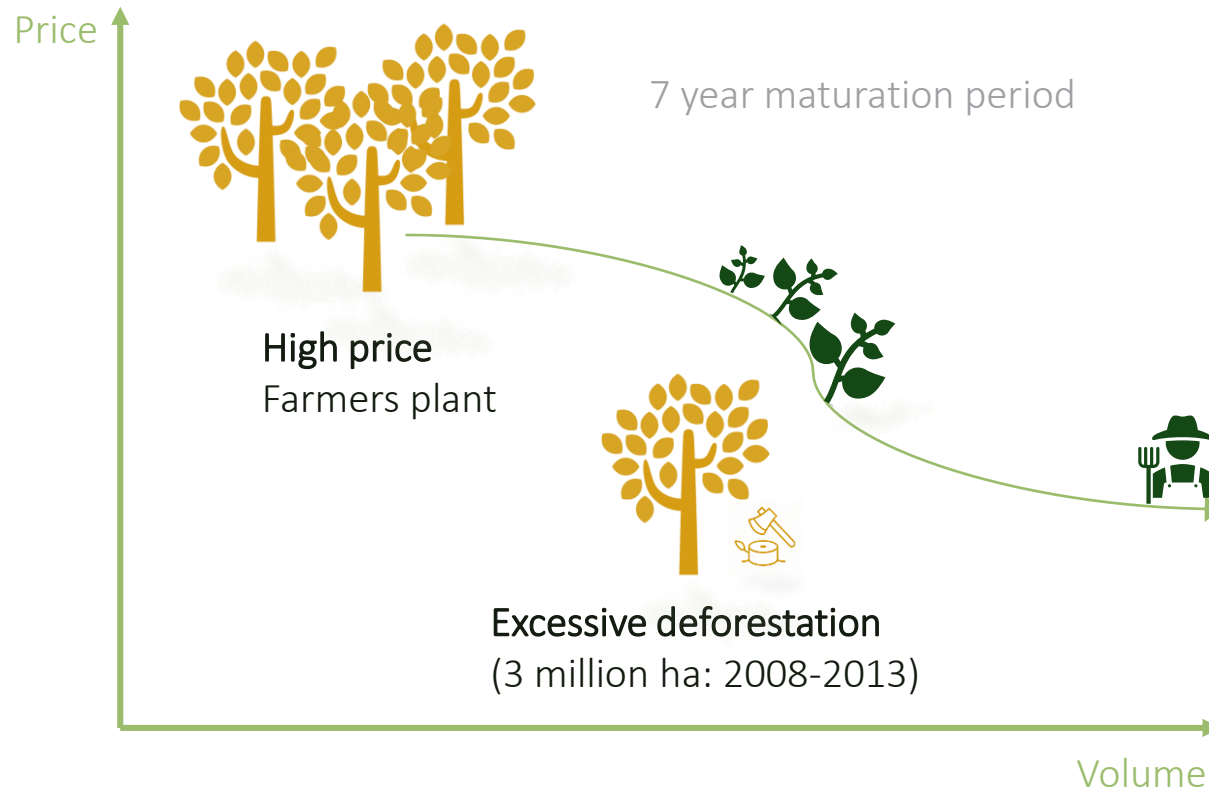 Price
7 year maturation period
High price
Farmers plant
Excessive deforestation
(3 million ha: 2008-2013)
Volume